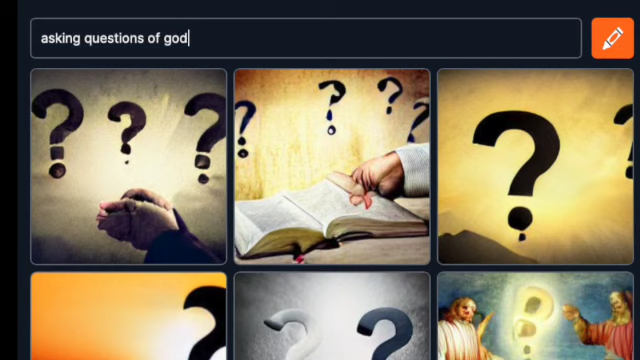 asking questions of god
? ? ?
? ? ? ?
? ?
?
? ?
?